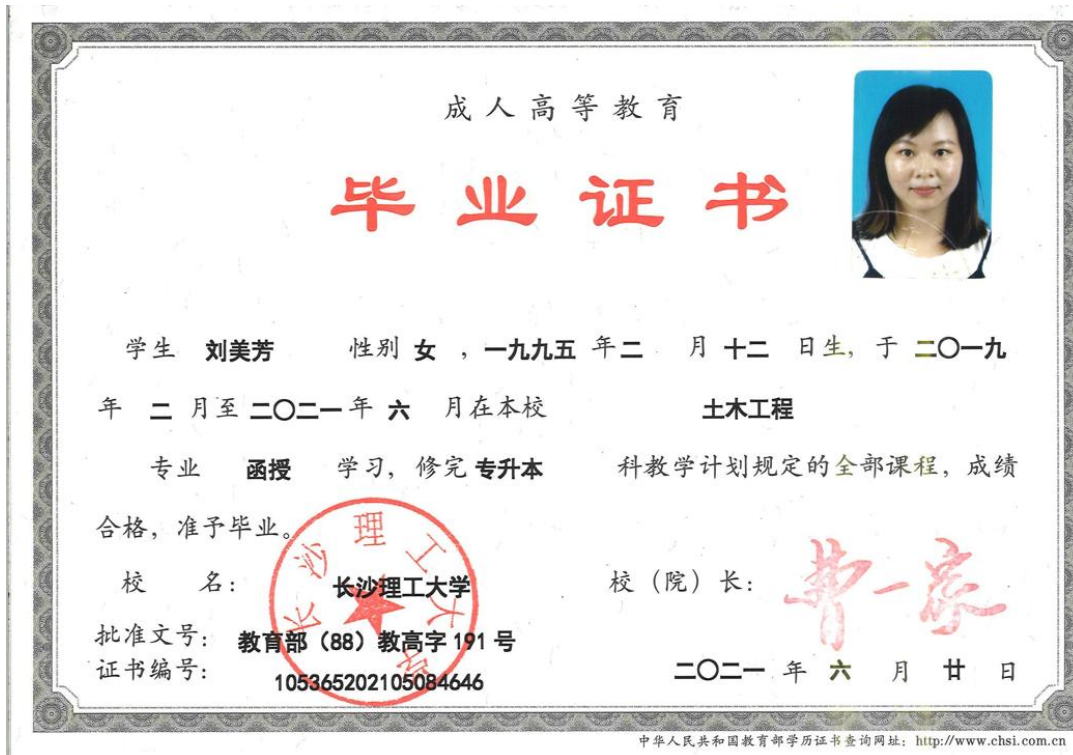 成人高等教育
毕业证书
学生 刘美芳 性别 女 ，一九九五 年 二 月 十二 日生，于 二〇一九
年 二 月至 二〇二一 年 六 月在本校 土木工程
专业 函授 学习，修完 专升本 科教学计划规定的全部课程，成绩
合格，准予毕业。
校 名： 长沙理工大学 校（院）长：
长沙理工大学
批准文号： 教育部（88）教高字 191 号
证书编号： 105365202105084646 二〇二一 年 六 月 廿 日
中华人民共和国教育部学历证书查询网址：http://www.chsi.com.cn